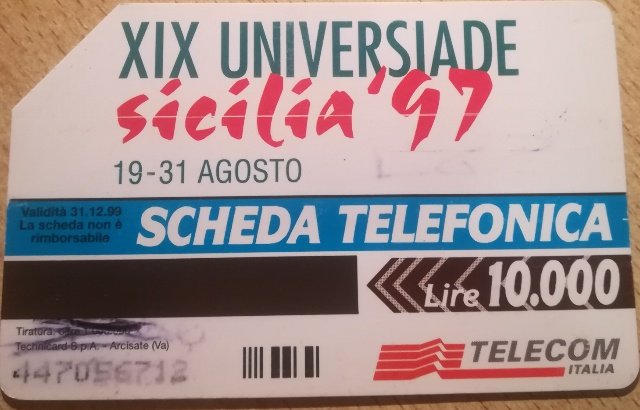 XIX UNIVERSIADE
sicilia '97
19-31 AGOSTO
Validità 31.12.99
La scheda non è
rimborsabile
SCHEDA TELEFONICA
Lire 10.000
Tiratura:
Technicard S.p.A. - Arcisate (Va)
TELECOM
ITALIA